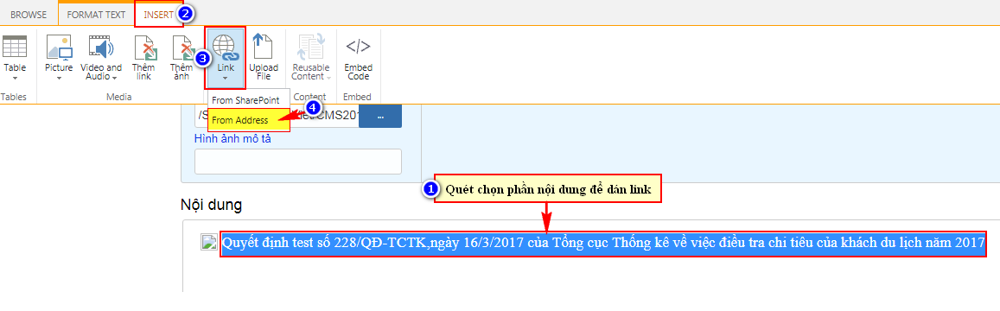 BROWSE FORMAT TEXT INSERT 2
3
Table Picture Video and Audio Thêm link Thêm ảnh Link Upload File Reusable Content Embed Code
Tables Media Content Embed
From SharePoint
4
From Address
...
Hình ảnh mô tả
1 Quét chọn phần nội dung để dán link
Nội dung
Quyết định test số 228/QĐ-TCTK,ngày 16/3/2017 của Tổng cục Thống kê về việc điều tra chi tiêu của khách du lịch năm 2017